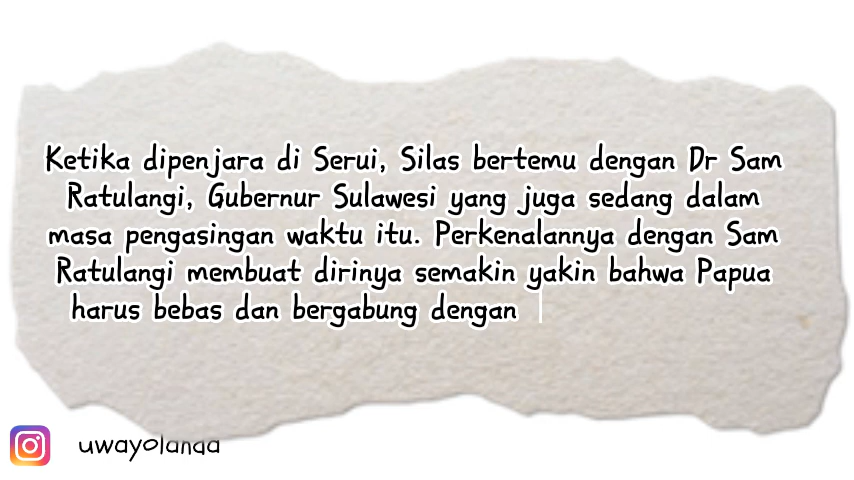 Ketika dipenjara di Serui, Silas bertemu dengan Dr Sam
Ratulangi, Gubernur Sulawesi yang juga sedang dalam
masa pengasingan waktu itu. Perkenalannya dengan Sam
Ratulangi membuat dirinya semakin yakin bahwa Papua
harus bebas dan bergabung dengan
uwayolanda